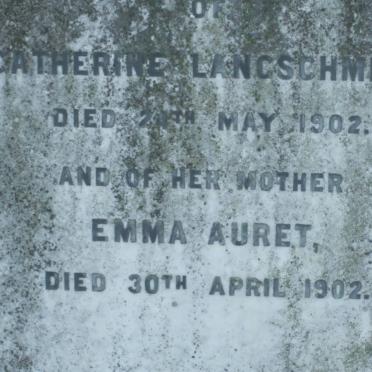 OF
CATHERINE LANGSCHM
DIED 24TH MAY 1902.
AND OF HER MOTHER
EMMA AURET,
DIED 30TH APRIL 1902.